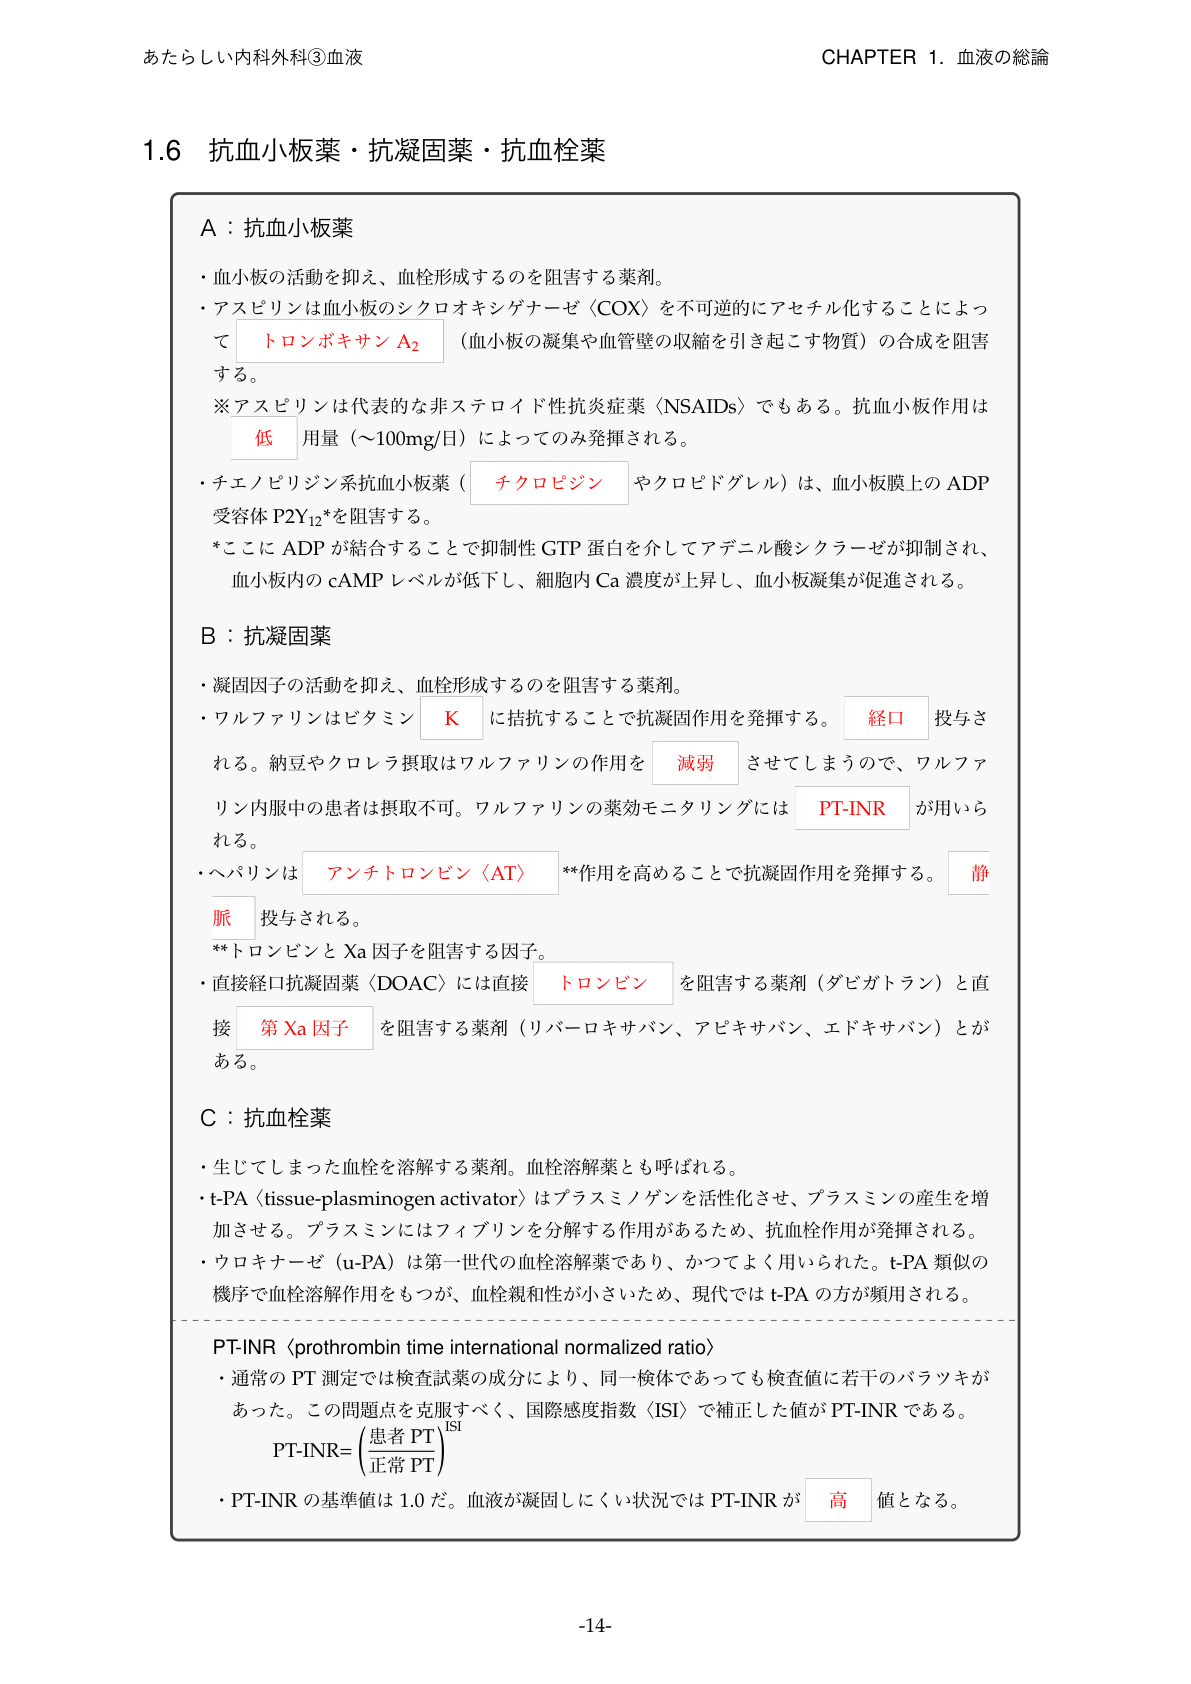 あたらしい内科外科③血液
CHAPTER 1. 血液の総論
1.6 抗血小板薬・抗凝固薬・抗血栓薬
A：抗血小板薬
・血小板の活動を抑え、血栓形成するのを阻害する薬剤。
・アスピリンは血小板のシクロオキシゲナーゼ〈COX〉を不可逆的にアセチル化することによっ
て トロンボキサン A₂ （血小板の凝集や血管壁の収縮を引き起こす物質）の合成を阻害
する。
※アスピリンは代表的な非ステロイド性抗炎症薬〈NSAIDs〉でもある。抗血小板作用は
低 用量（〜100mg/日）によってのみ発揮される。
・チエノピリジン系抗血小板薬（ チクロピジン やクロピドグレル）は、血小板膜上の ADP
受容体 P2Y₁₂*を阻害する。
*ここに ADP が結合することで抑制性 GTP 蛋白を介してアデニル酸シクラーゼが抑制され、
血小板内の cAMP レベルが低下し、細胞内 Ca 濃度が上昇し、血小板凝集が促進される。
B：抗凝固薬
・凝固因子の活動を抑え、血栓形成するのを阻害する薬剤。
・ワルファリンはビタミン K に拮抗することで抗凝固作用を発揮する。 経口 投与さ
れる。納豆やクロレラ摂取はワルファリンの作用を 減弱 させてしまうので、ワルファ
リン内服中の患者は摂取不可。ワルファリンの薬効モニタリングには PT-INR が用いら
れる。
・ヘパリンは アンチトロンビン〈AT〉 **作用を高めることで抗凝固作用を発揮する。 静
脈 投与される。
**トロンビンと Xa 因子を阻害する因子。
・直接経口抗凝固薬〈DOAC〉には直接 トロンビン を阻害する薬剤（ダビガトラン）と直
接 第 Xa 因子 を阻害する薬剤（リバーロキサバン、アピキサバン、エドキサバン）とが
ある。
C：抗血栓薬
・生じてしまった血栓を溶解する薬剤。血栓溶解薬とも呼ばれる。
・t-PA〈tissue-plasminogen activator〉はプラスミノゲンを活性化させ、プラスミンの産生を増
加させる。プラスミンにはフィブリンを分解する作用があるため、抗血栓作用が発揮される。
・ウロキナーゼ（u-PA）は第一世代の血栓溶解薬であり、かつてよく用いられた。t-PA 類似の
機序で血栓溶解作用をもつが、血栓親和性が小さいため、現代では t-PA の方が頻用される。
PT-INR〈prothrombin time international normalized ratio〉
・通常の PT 測定では検査試薬の成分により、同一検体であっても検査値に若干のバラツキが
あった。この問題点を克服すべく、国際感度指数〈ISI〉で補正した値が PT-INR である。
PT-INR=(患者 PT/正常 PT)^ISI
・PT-INR の基準値は 1.0 だ。血液が凝固しにくい状況では PT-INR が 高 値となる。
-14-